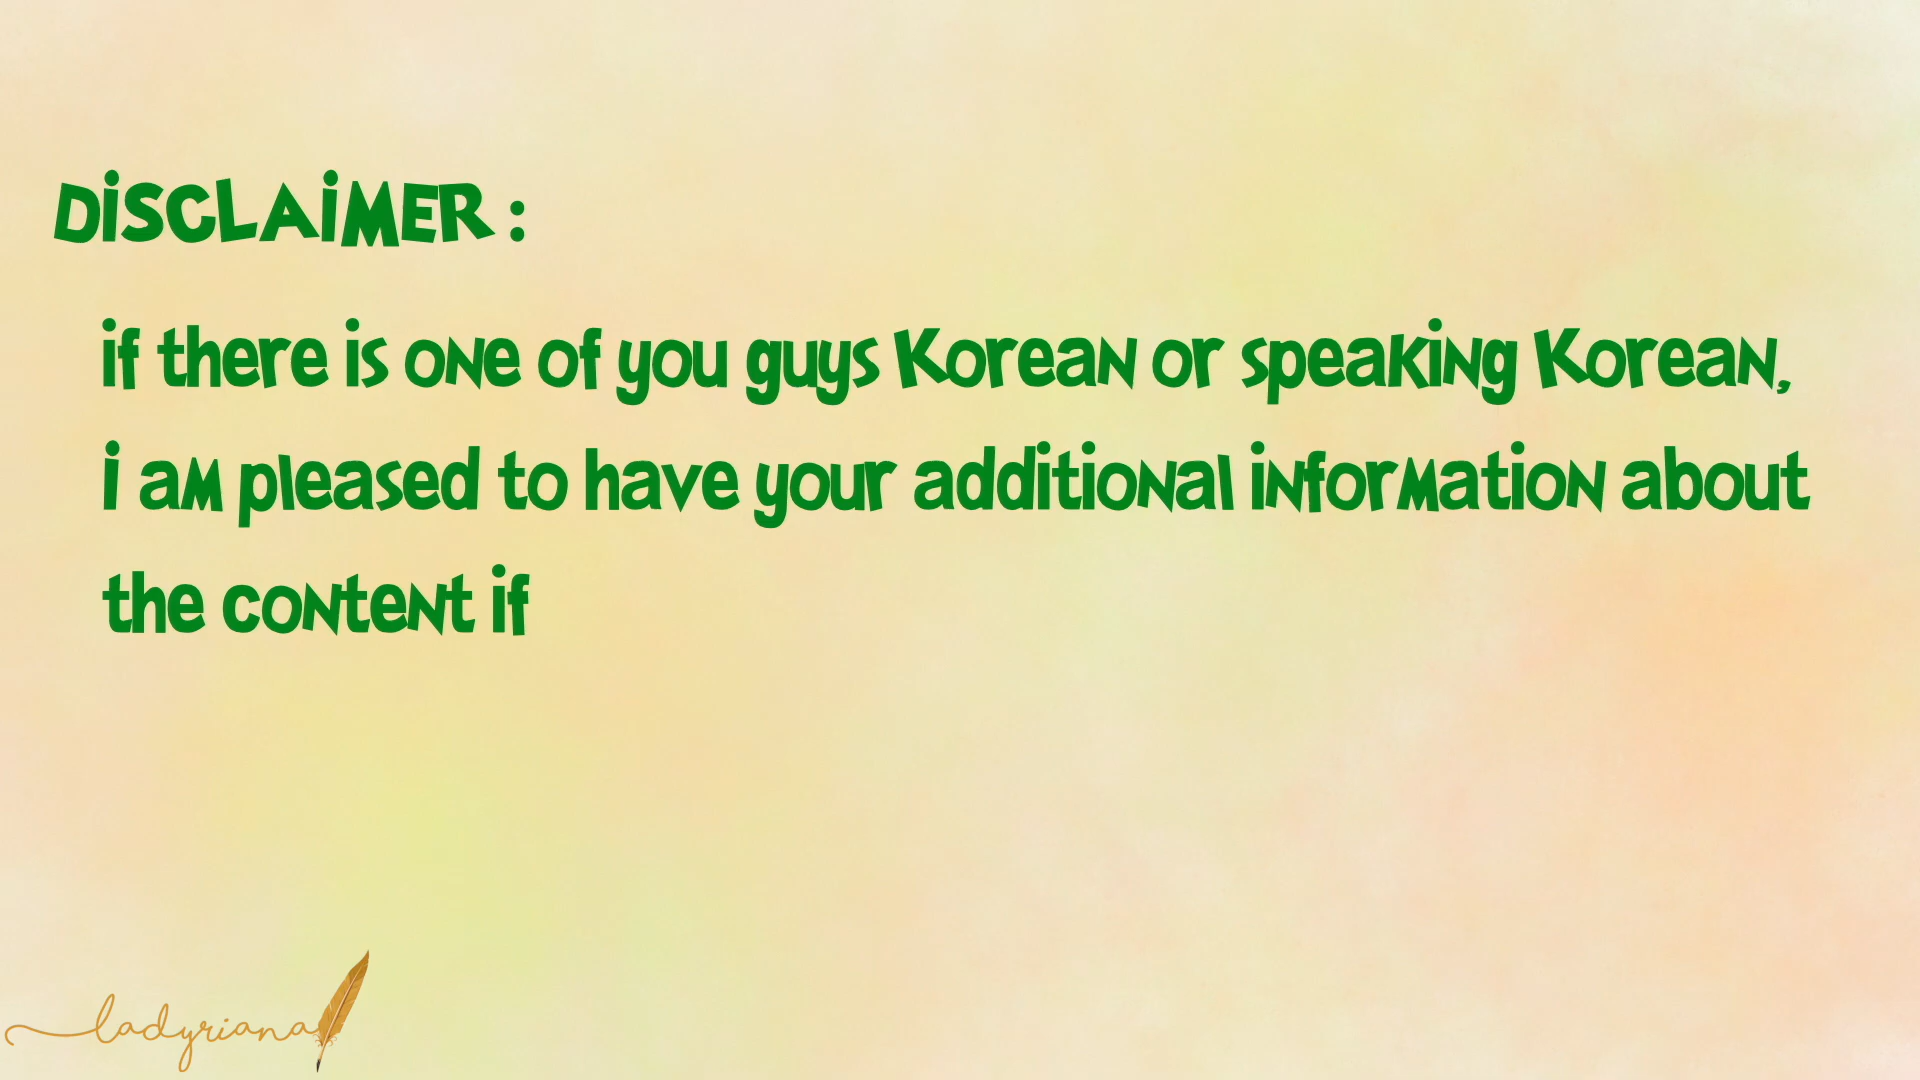 DISCLAIMER :
if there is one of you guys Korean or speaking Korean,
i am pleased to have your additional information about
the content if
ladyriana